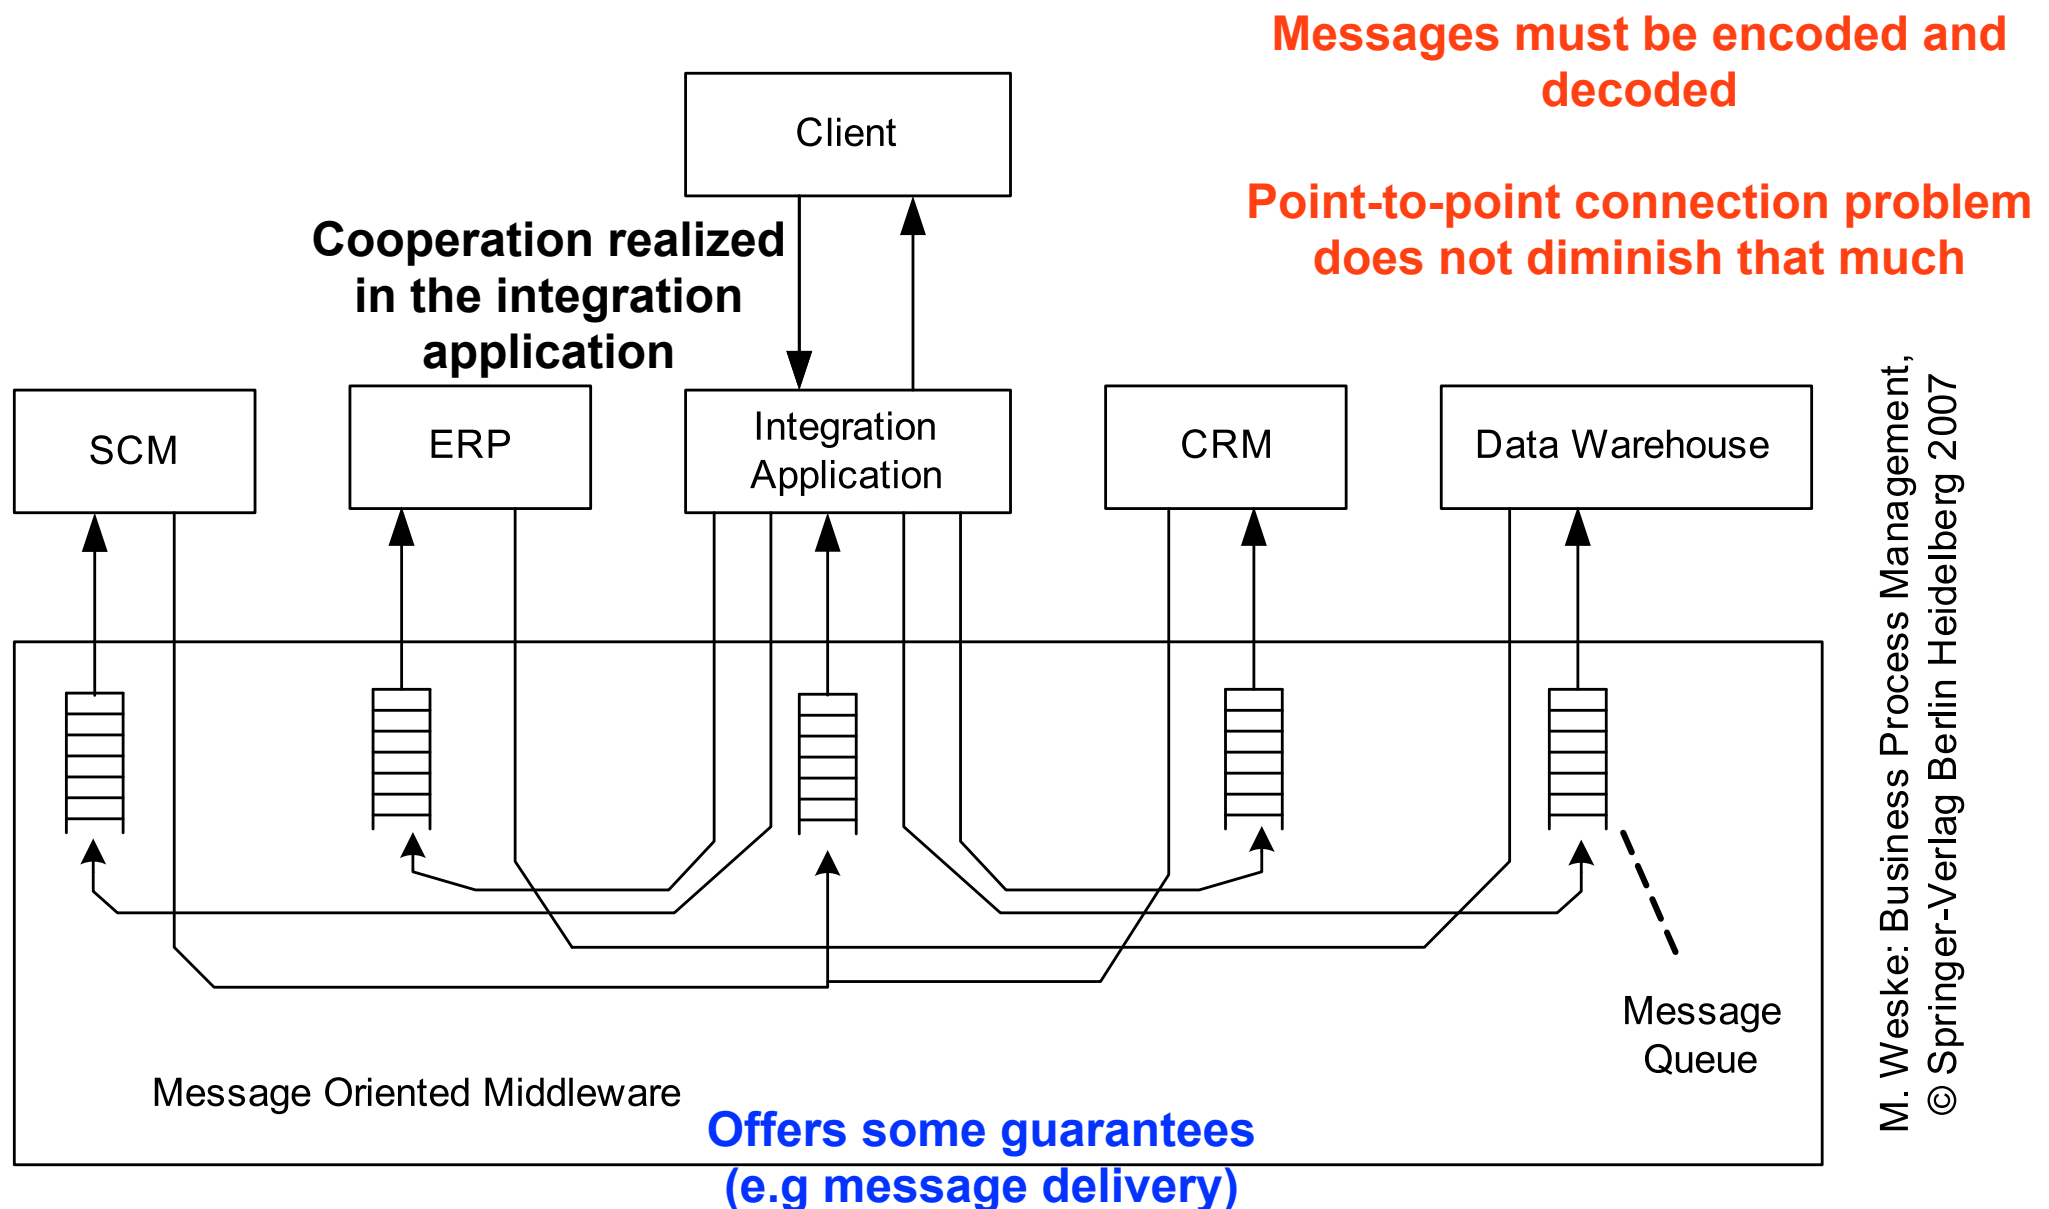 Messages must be encoded and
decoded
Client
Point-to-point connection problem
does not diminish that much
Cooperation realized
in the integration
application
SCM
ERP
Integration
Application
CRM
Data Warehouse
M. Weske: Business Process Management,
© Springer-Verlag Berlin Heidelberg 2007
Message
Queue
Message Oriented Middleware
Offers some guarantees
(e.g message delivery)